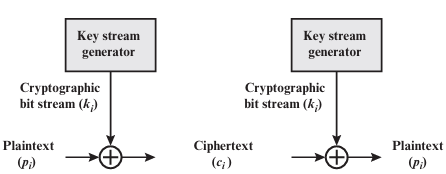 Key stream
generator
Cryptographic
bit stream (kᵢ)
Plaintext
(pᵢ)
Key stream
generator
Cryptographic
bit stream (kᵢ)
Ciphertext
(cᵢ)
Plaintext
(pᵢ)